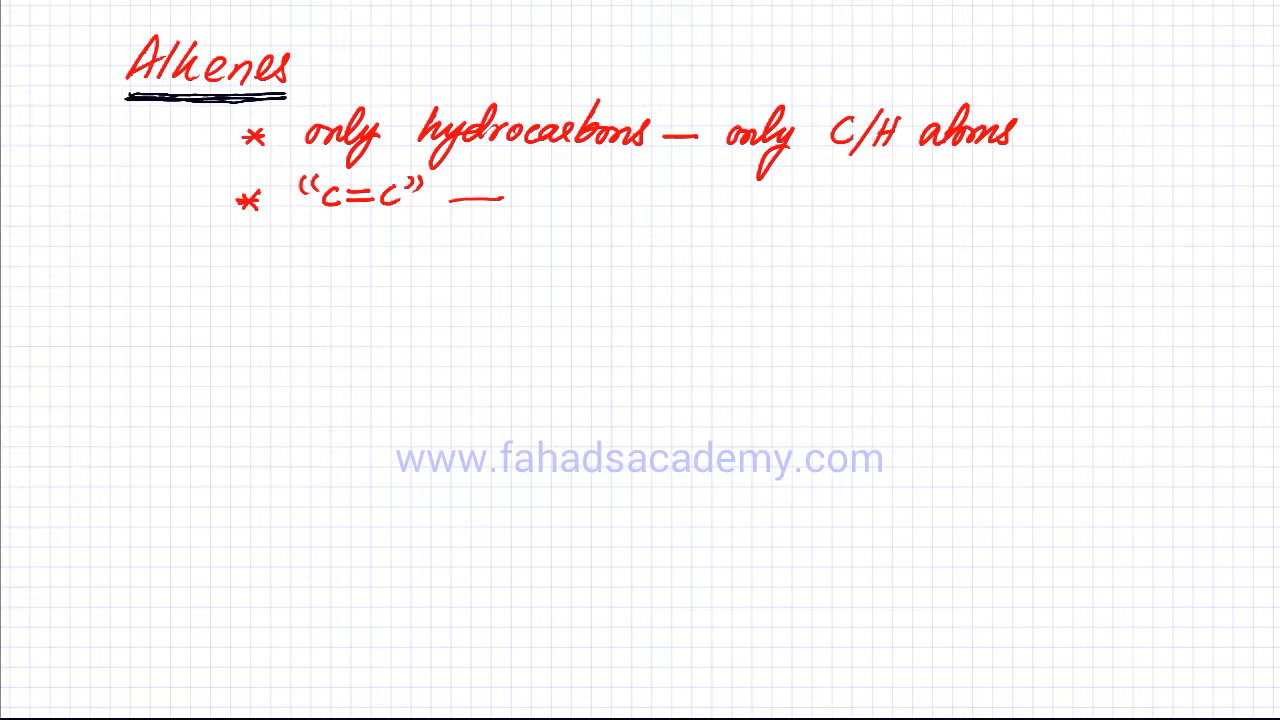 Alkenes
* only hydrocarbons — only C/H atoms
* "C=C" —
www.fahadsacademy.com